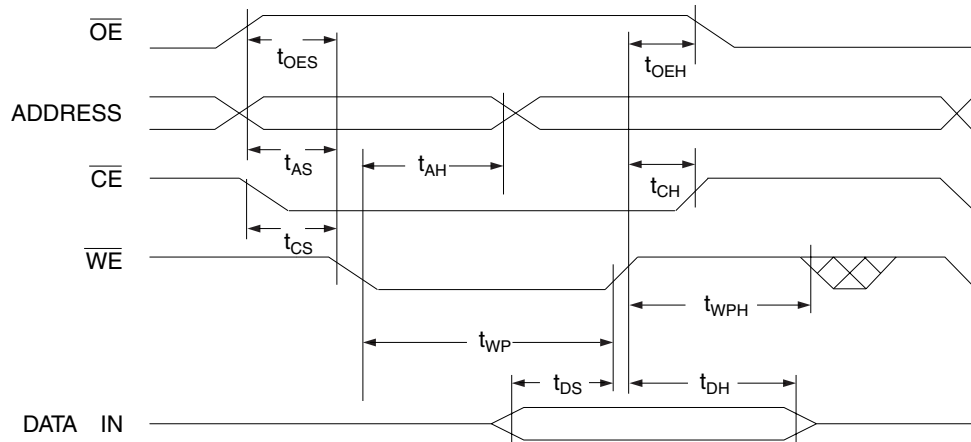 OE
tOES
tOEH
ADDRESS
tAS
tAH
tCH
CE
tCS
WE
tWPH
tWP
tDS
tDH
DATA IN